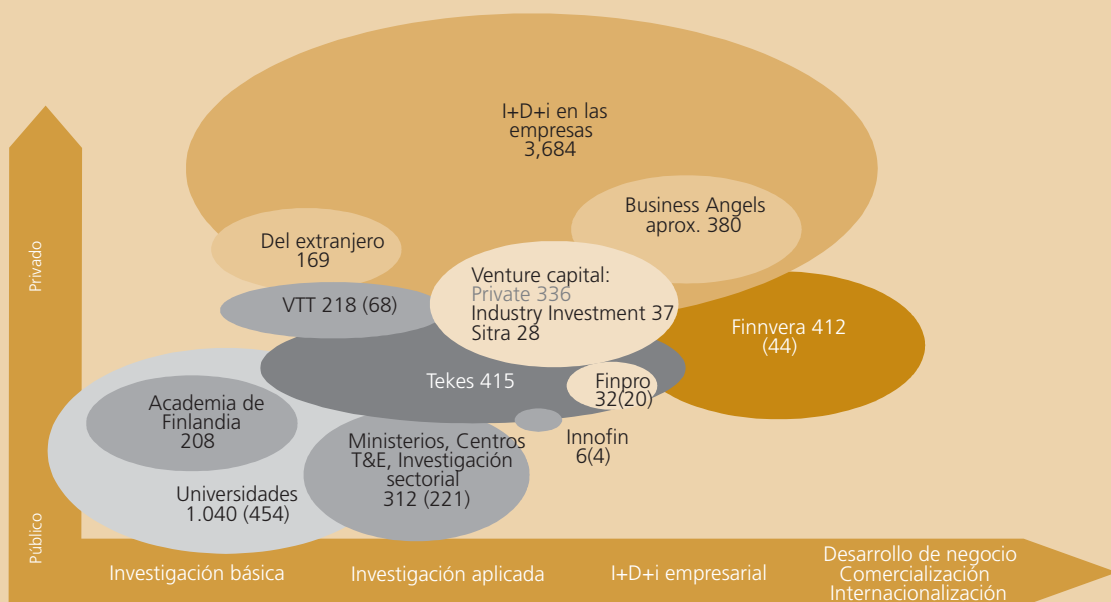 I+D+i en las
empresas
3,684
Business Angels
aprox. 380
Del extranjero
169
Venture capital:
Private 336
Industry Investment 37
Sitra 28
VTT 218 (68)
Finnvera 412
(44)
Tekes 415
Finpro
32(20)
Academia de
Finlandia
208
Innofin
6(4)
Ministerios, Centros
T&E, Investigación
sectorial
312 (221)
Universidades
1.040 (454)
Privado
Público
Investigación básica
Investigación aplicada
I+D+i empresarial
Desarrollo de negocio
Comercialización
Internacionalización